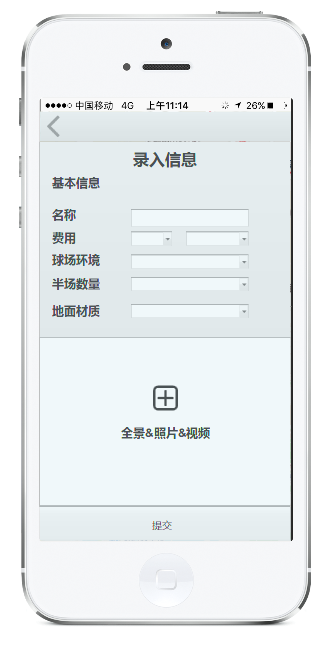 中国移动 4G 上午11:14 26%
录入信息
基本信息
名称
费用
球场环境
半场数量
地面材质
全景&照片&视频
提交